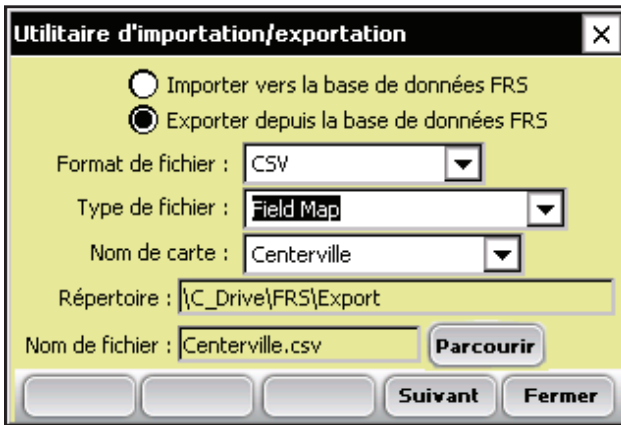 Utilitaire d'importation/exportation
Importer vers la base de données FRS
Exporter depuis la base de données FRS
Format de fichier : CSV
Type de fichier : Field Map
Nom de carte : Centerville
Répertoire : \C_Drive\FRS\Export
Nom de fichier : Centerville.csv Parcourir
Suivant Fermer